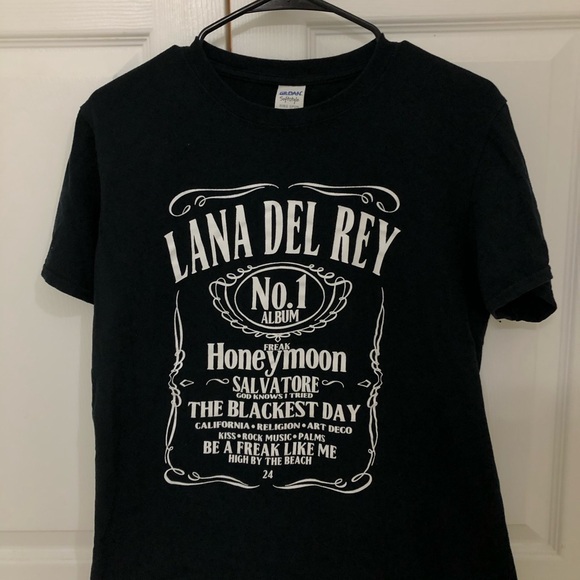 GILDAN
Softstyle
LANA DEL REY
No.1
ALBUM
FREAK
Honeymoon
SALVATORE
GOD KNOWS I TRIED
THE BLACKEST DAY
CALIFORNIA • RELIGION • ART DECO
KISS • ROCK MUSIC • PALMS
BE A FREAK LIKE ME
HIGH BY THE BEACH
24